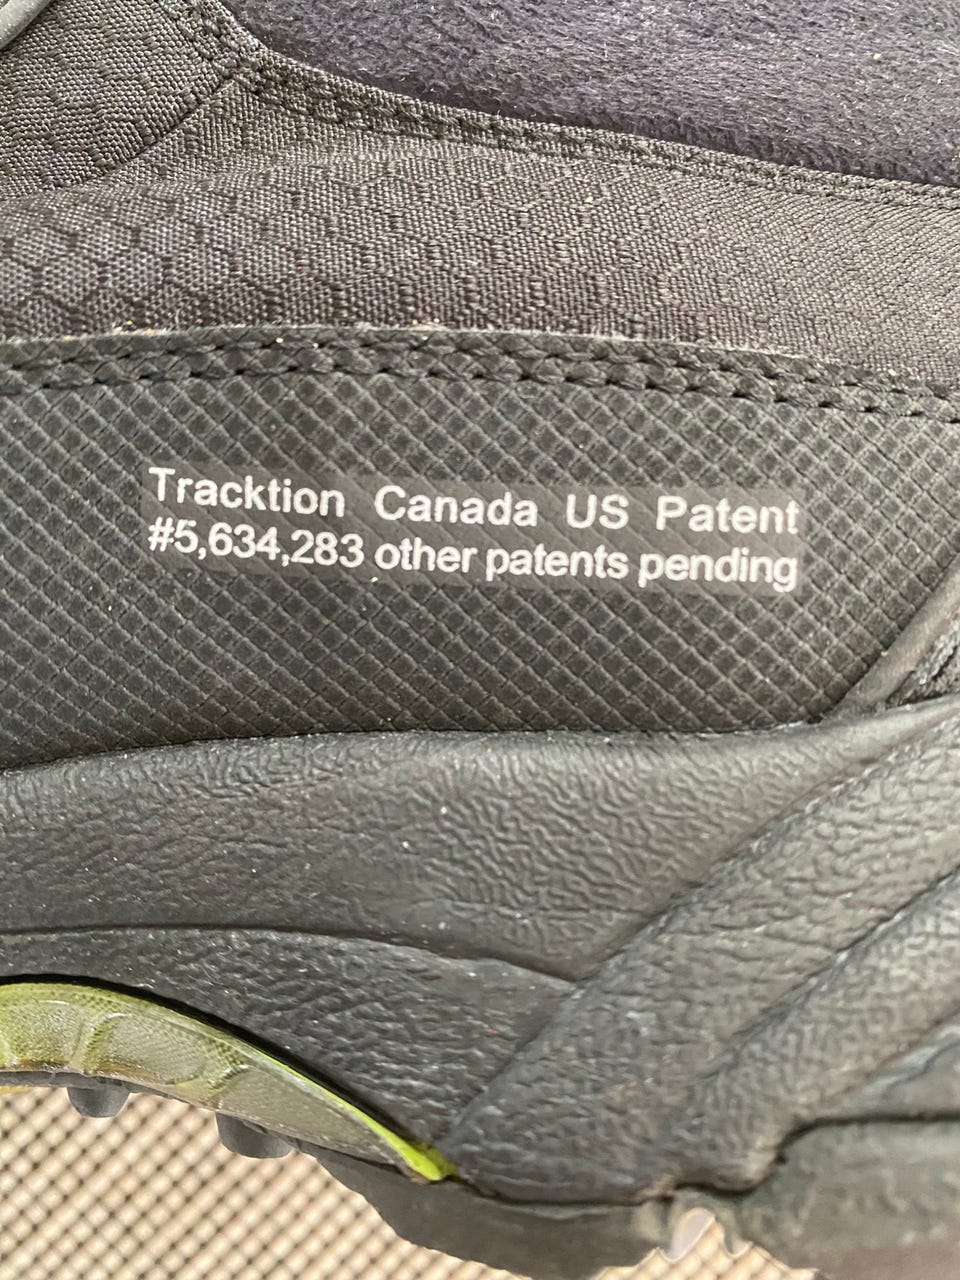 Tracktion Canada US Patent
#5,634,283 other patents pending